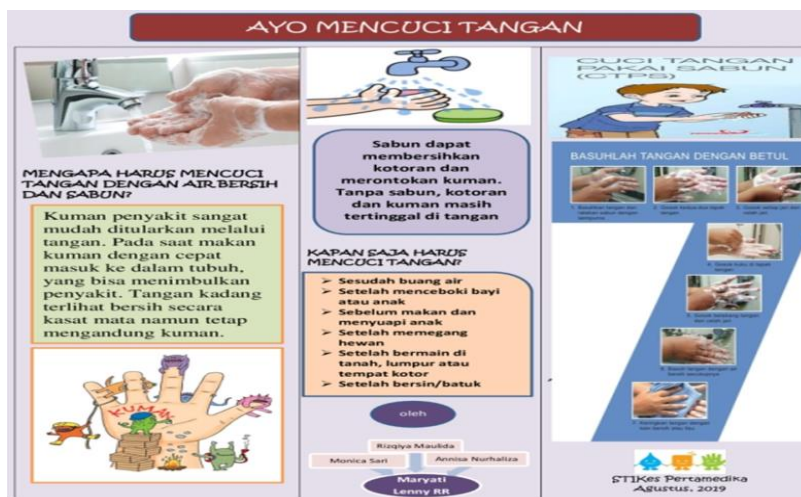 AYO MENCUCI TANGAN
MENGAPA HARUS MENCUCI
TANGAN DENGAN AIR BERSIH
DAN SABUN?
Kuman penyakit sangat
mudah ditularkan melalui
tangan. Pada saat makan
kuman dengan cepat
masuk ke dalam tubuh,
yang bisa menimbulkan
penyakit. Tangan kadang
terlihat bersih secara
kasat mata namun tetap
mengandung kuman.
KUMAN
Sabun dapat
membersihkan
kotoran dan
merontokan kuman.
Tanpa sabun, kotoran
dan kuman masih
tertinggal di tangan
KAPAN SAJA HARUS
MENCUCI TANGAN?
➢ Sesudah buang air
➢ Setelah menceboki bayi
atau anak
➢ Sebelum makan dan
menyuapi anak
➢ Setelah memegang
hewan
➢ Setelah bermain di
tanah, lumpur atau
tempat kotor
➢ Setelah bersin/batuk
oleh
Rizqiya Maulida
Monica Sari
Annisa Nurhaliza
Maryati
Lenny RR
CUCI TANGAN
PAKAI SABUN
(CTPS)
BASUHLAH TANGAN DENGAN BETUL
STIKes Pertamedika
Agustus, 2019